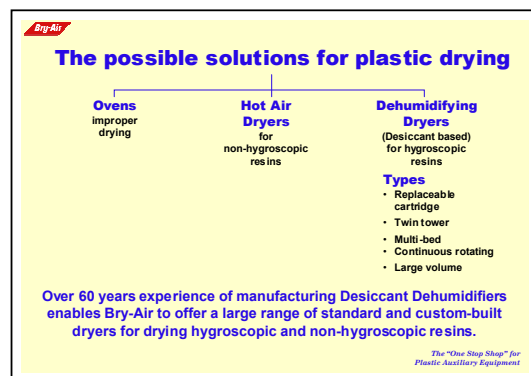 Bry-Air
The possible solutions for plastic drying
Ovens
improper
drying
Hot Air
Dryers
for
non-hygroscopic
resins
Dehumidifying
Dryers
(Desiccant based)
for hygroscopic
resins
Types
• Replaceable
cartridge
• Twin tower
• Multi-bed
• Continuous rotating
• Large volume
Over 60 years experience of manufacturing Desiccant Dehumidifiers
enables Bry-Air to offer a large range of standard and custom-built
dryers for drying hygroscopic and non-hygroscopic resins.
The "One Stop Shop" for
Plastic Auxiliary Equipment